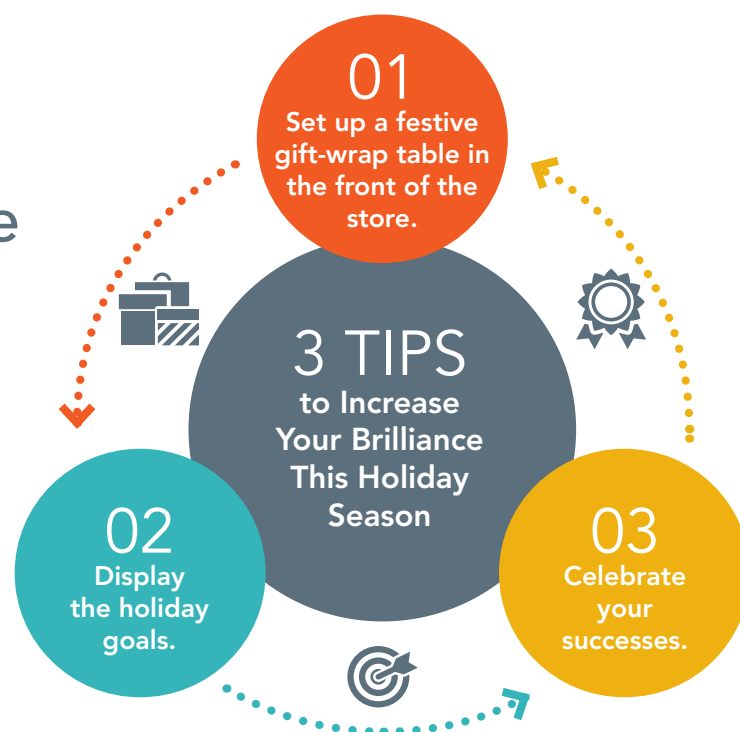 e
3 TIPS
to Increase
Your Brilliance
This Holiday
Season
01
Set up a festive
gift-wrap table in
the front of the
store.
02
Display
the holiday
goals.
03
Celebrate
your
successes.